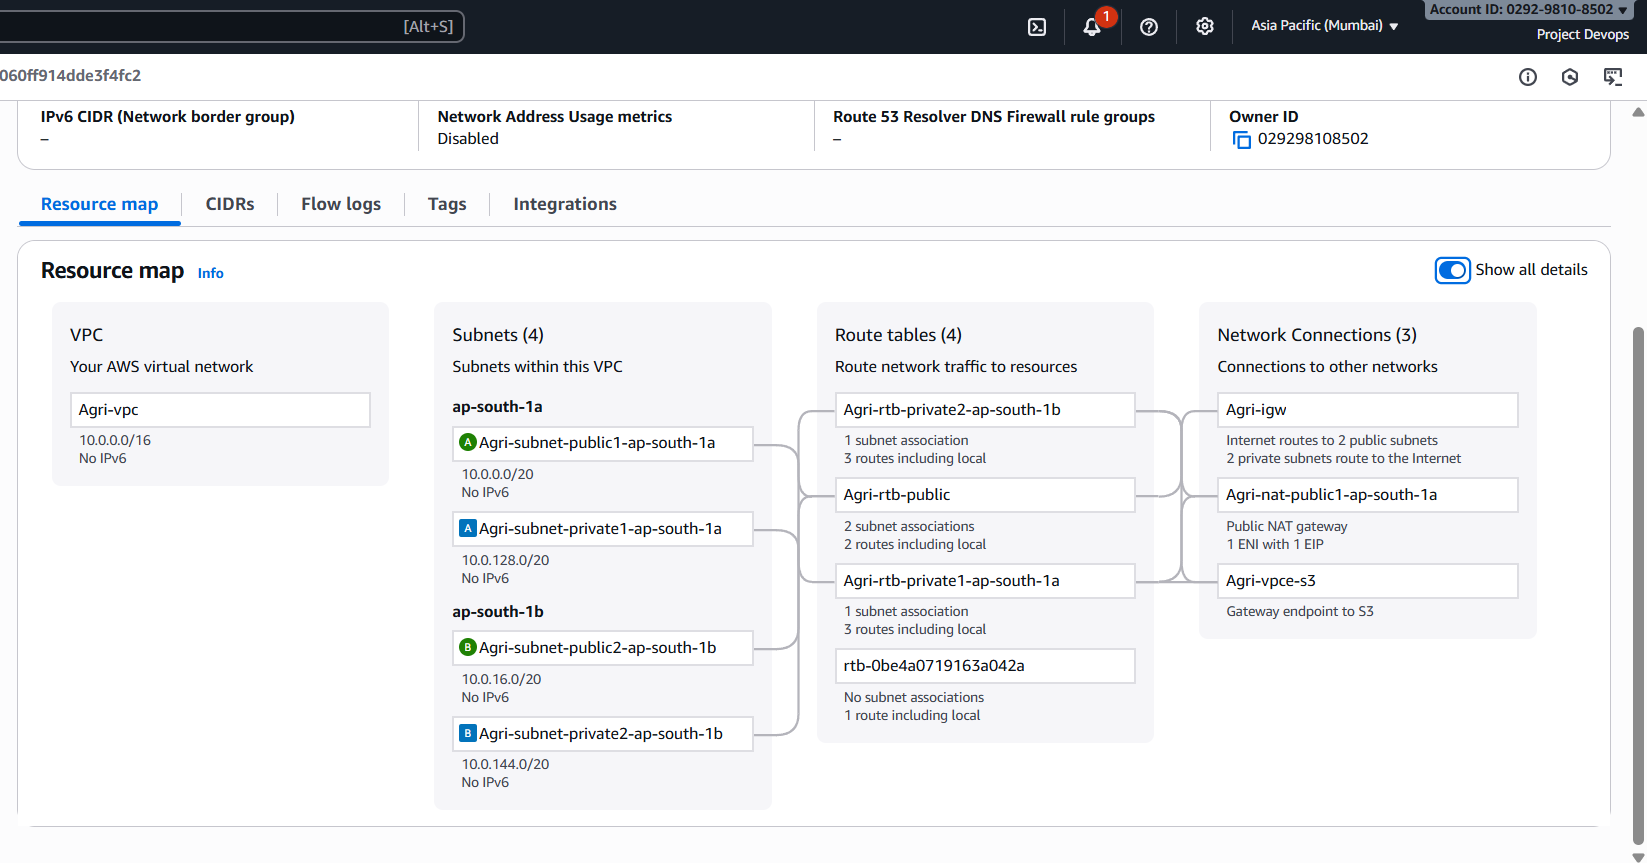 [Alt+S]
1
Asia Pacific (Mumbai)
Account ID: 0292-9810-8502
Project Devops
060ff914dde3f4fc2
IPv6 CIDR (Network border group)
–
Network Address Usage metrics
Disabled
Route 53 Resolver DNS Firewall rule groups
–
Owner ID
029298108502
Resource map
CIDRs
Flow logs
Tags
Integrations
Resource map Info
Show all details
VPC
Your AWS virtual network
Agri-vpc
10.0.0.0/16
No IPv6
Subnets (4)
Subnets within this VPC
ap-south-1a
A Agri-subnet-public1-ap-south-1a
10.0.0.0/20
No IPv6
A Agri-subnet-private1-ap-south-1a
10.0.128.0/20
No IPv6
ap-south-1b
B Agri-subnet-public2-ap-south-1b
10.0.16.0/20
No IPv6
B Agri-subnet-private2-ap-south-1b
10.0.144.0/20
No IPv6
Route tables (4)
Route network traffic to resources
Agri-rtb-private2-ap-south-1b
1 subnet association
3 routes including local
Agri-rtb-public
2 subnet associations
2 routes including local
Agri-rtb-private1-ap-south-1a
1 subnet association
3 routes including local
rtb-0be4a0719163a042a
No subnet associations
1 route including local
Network Connections (3)
Connections to other networks
Agri-igw
Internet routes to 2 public subnets
2 private subnets route to the Internet
Agri-nat-public1-ap-south-1a
Public NAT gateway
1 ENI with 1 EIP
Agri-vpce-s3
Gateway endpoint to S3